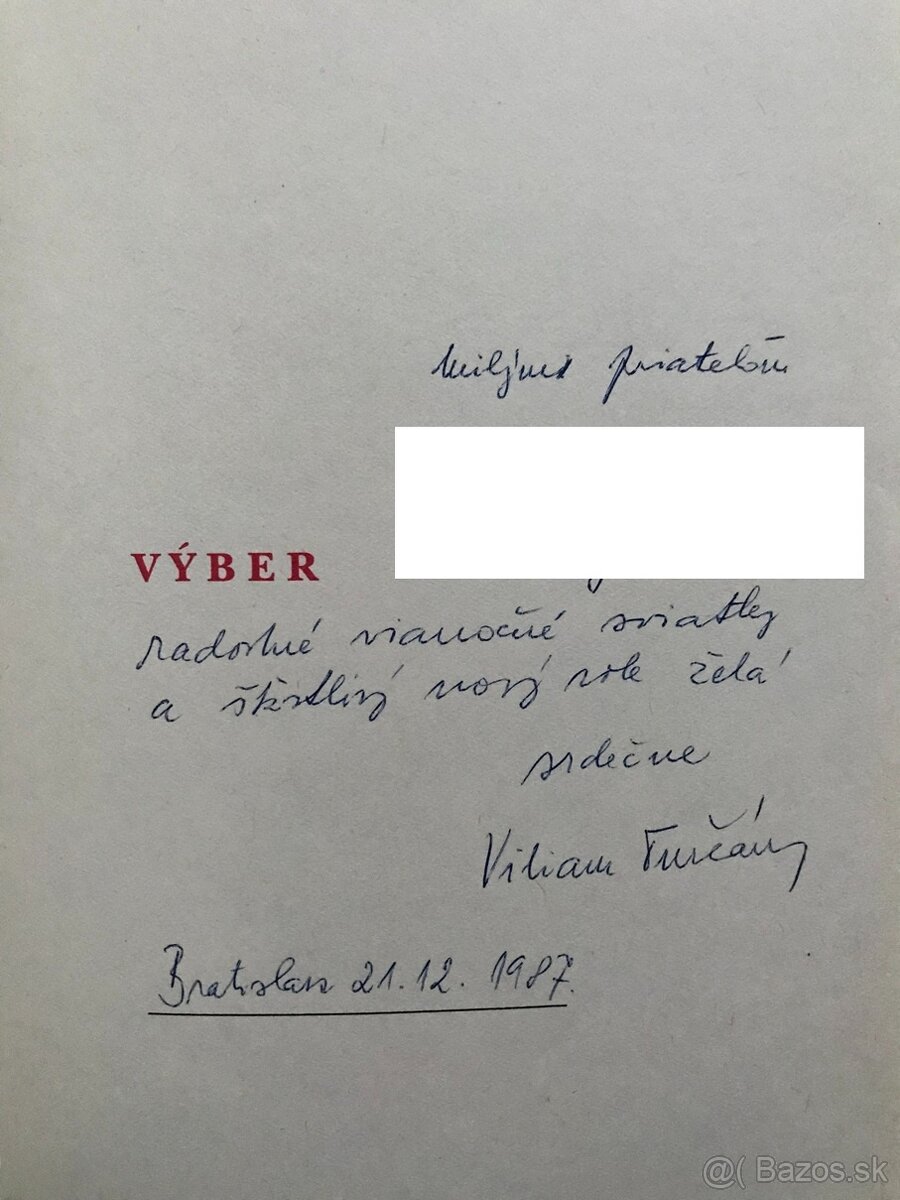 milým priateľom
VÝBER
radostné vianočné sviatky
a šťastlivý nový rok želá
srdečne
Viliam Turčány
Bratislava 21.12. 1987.
@( Bazos.sk